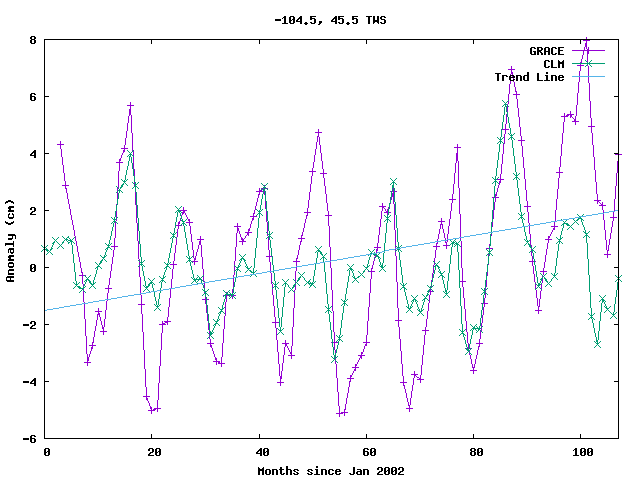 -104.5, 45.5 TWS
GRACE
CLM
Trend Line
8
6
4
2
0
-2
-4
-6
Anomaly (cm)
0 20 40 60 80 100
Months since Jan 2002